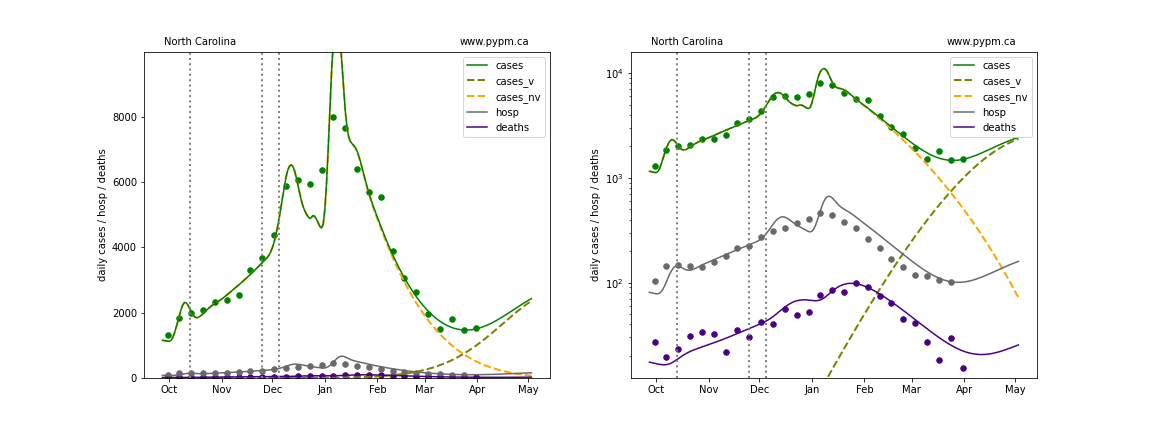 North Carolina
www.pypm.ca
daily cases / hosp / deaths
8000
6000
4000
2000
0
cases
cases_v
cases_nv
hosp
deaths
Oct
Nov
Dec
Jan
Feb
Mar
Apr
May
North Carolina
www.pypm.ca
daily cases / hosp / deaths
10⁴
10³
10²
cases
cases_v
cases_nv
hosp
deaths
Oct
Nov
Dec
Jan
Feb
Mar
Apr
May